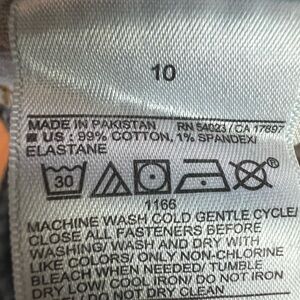 10
MADE IN PAKISTAN RN 54023 / CA 17897
■ US : 99% COTTON, 1% SPANDEX/
ELASTANE
30
1166
MACHINE WASH COLD GENTLE CYCLE/
CLOSE ALL FASTENERS BEFORE
WASHING/ WASH AND DRY WITH
LIKE COLORS/ ONLY NON-CHLORINE
BLEACH WHEN NEEDED/ TUMBLE
DRY LOW/ COOL IRON/ DO NOT IRON
DO NOT DRY CLEAN